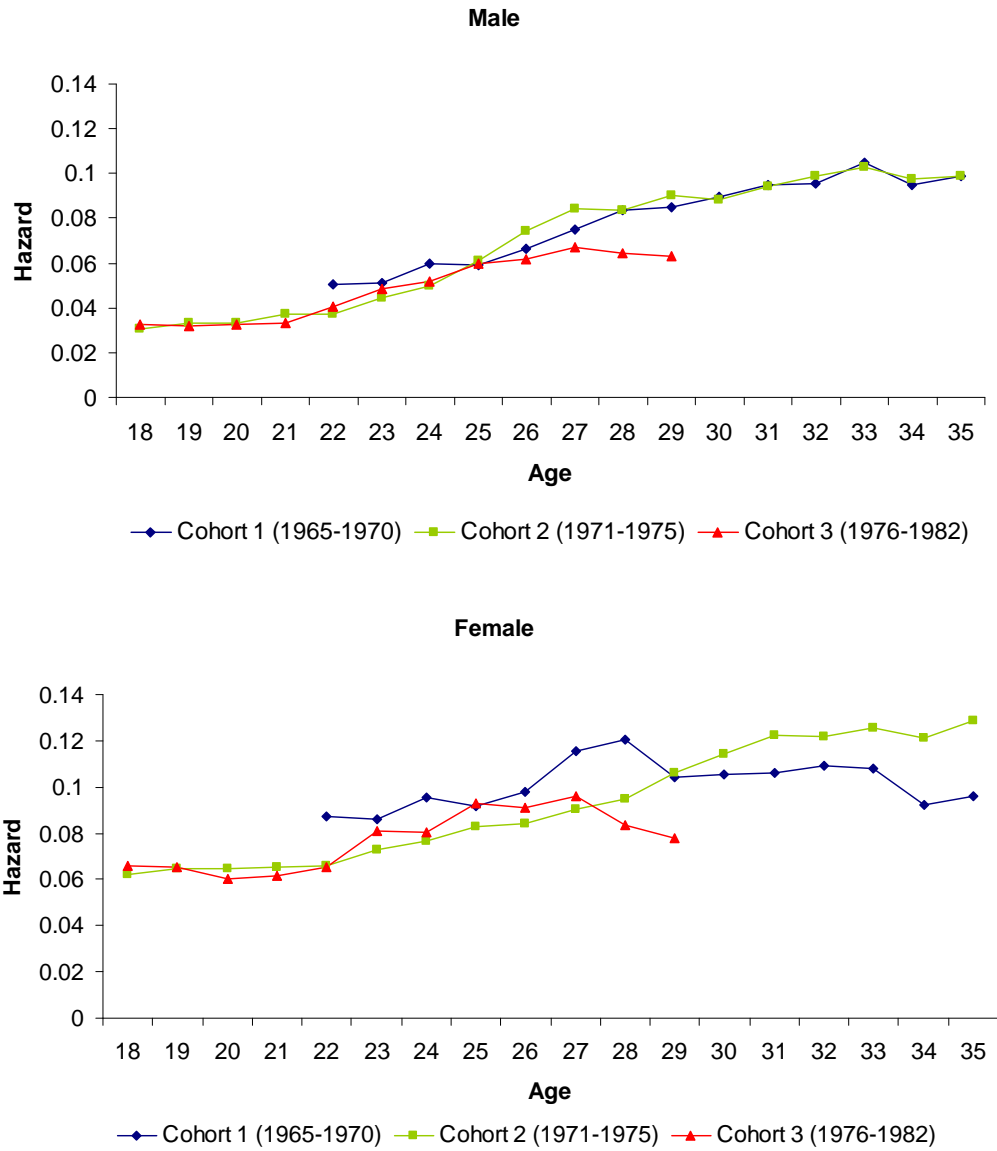 Male
0.14
0.12
0.1
0.08
0.06
0.04
0.02
0
Hazard
18 19 20 21 22 23 24 25 26 27 28 29 30 31 32 33 34 35
Age
Cohort 1 (1965-1970) Cohort 2 (1971-1975) Cohort 3 (1976-1982)
Female
0.14
0.12
0.1
0.08
0.06
0.04
0.02
0
Hazard
18 19 20 21 22 23 24 25 26 27 28 29 30 31 32 33 34 35
Age
Cohort 1 (1965-1970) Cohort 2 (1971-1975) Cohort 3 (1976-1982)